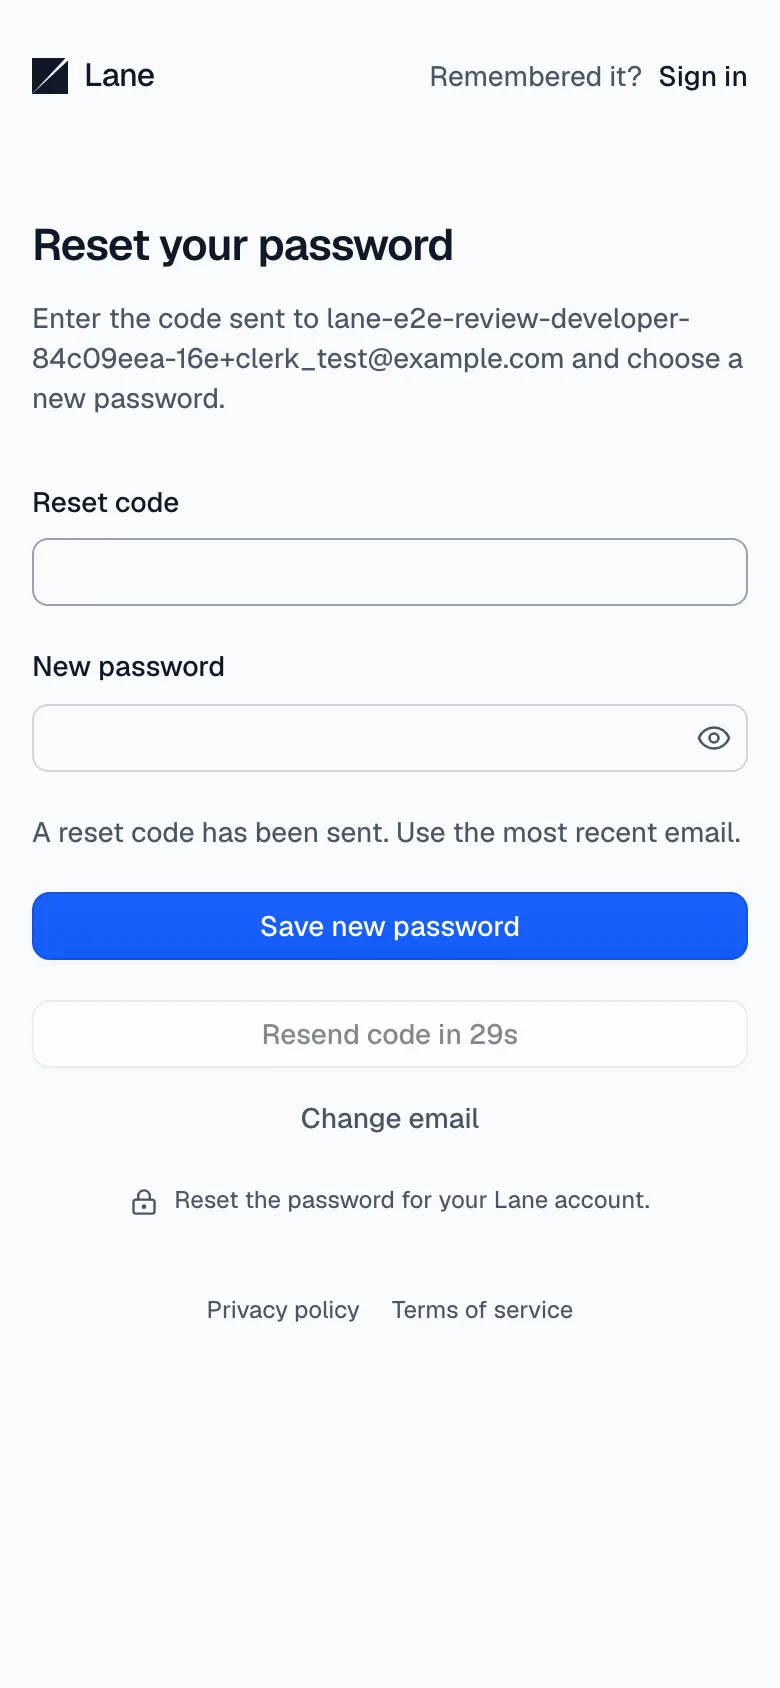 Lane
Remembered it? Sign in
Reset your password
Enter the code sent to lane-e2e-review-developer-
84c09eea-16e+clerk_test@example.com and choose a
new password.
Reset code
New password
A reset code has been sent. Use the most recent email.
Save new password
Resend code in 29s
Change email
Reset the password for your Lane account.
Privacy policy Terms of service